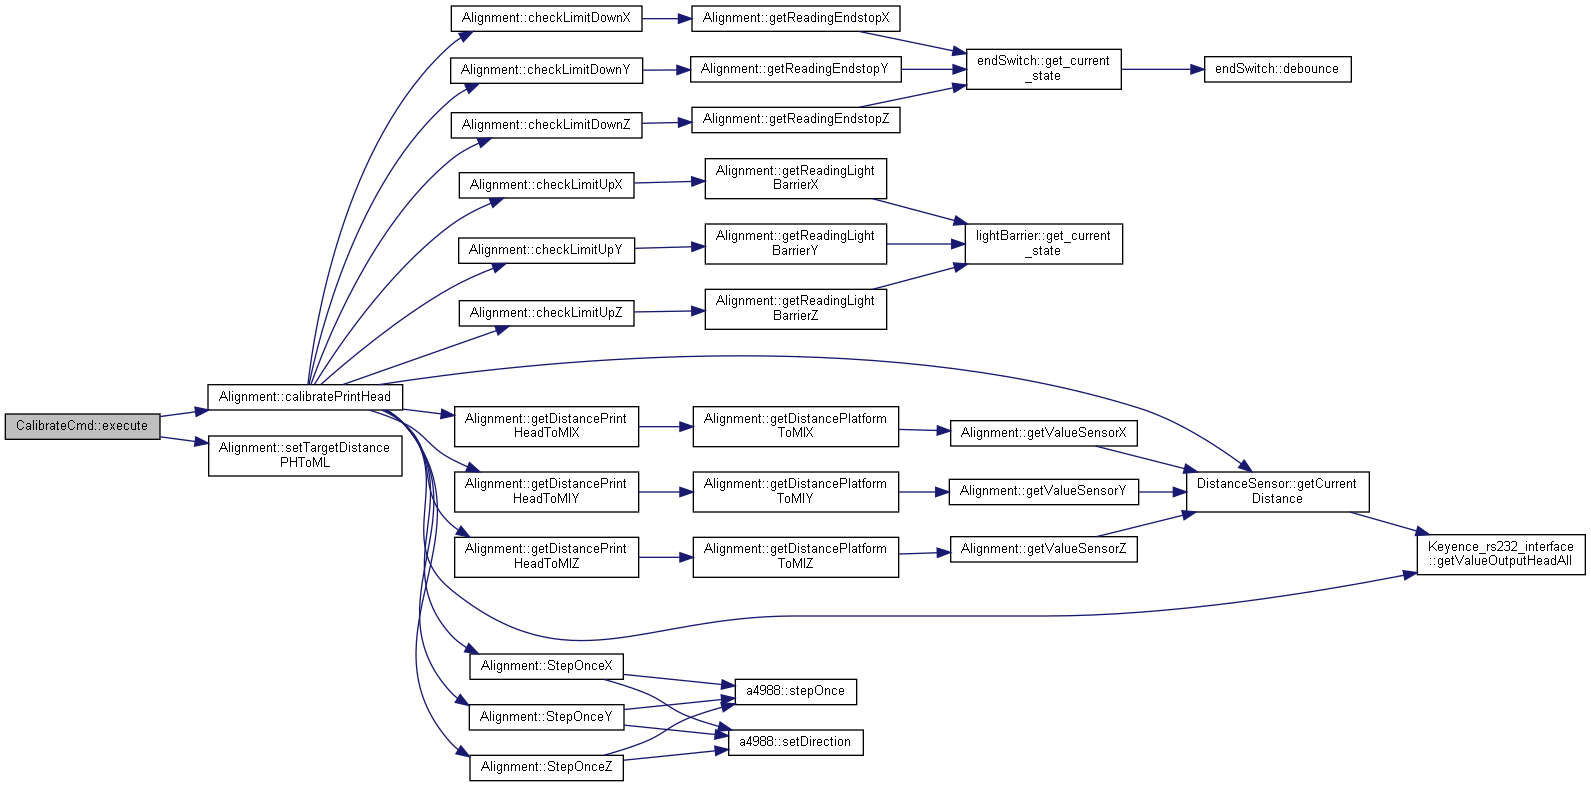 CalibrateCmd::execute
Alignment::calibratePrintHead
Alignment::setTargetDistance
PHToML
Alignment::checkLimitDownX
Alignment::checkLimitDownY
Alignment::checkLimitDownZ
Alignment::checkLimitUpX
Alignment::checkLimitUpY
Alignment::checkLimitUpZ
Alignment::getDistancePrint
HeadToMIX
Alignment::getDistancePrint
HeadToMIY
Alignment::getDistancePrint
HeadToMIZ
Alignment::StepOnceX
Alignment::StepOnceY
Alignment::StepOnceZ
Alignment::getReadingEndstopX
Alignment::getReadingEndstopY
Alignment::getReadingEndstopZ
Alignment::getReadingLight
BarrierX
Alignment::getReadingLight
BarrierY
Alignment::getReadingLight
BarrierZ
Alignment::getDistancePlatform
ToMIX
Alignment::getDistancePlatform
ToMIY
Alignment::getDistancePlatform
ToMIZ
a4988::stepOnce
a4988::setDirection
endSwitch::get_current
_state
lightBarrier::get_current
_state
Alignment::getValueSensorX
Alignment::getValueSensorY
Alignment::getValueSensorZ
endSwitch::debounce
DistanceSensor::getCurrent
Distance
Keyence_rs232_interface
::getValueOutputHeadAll